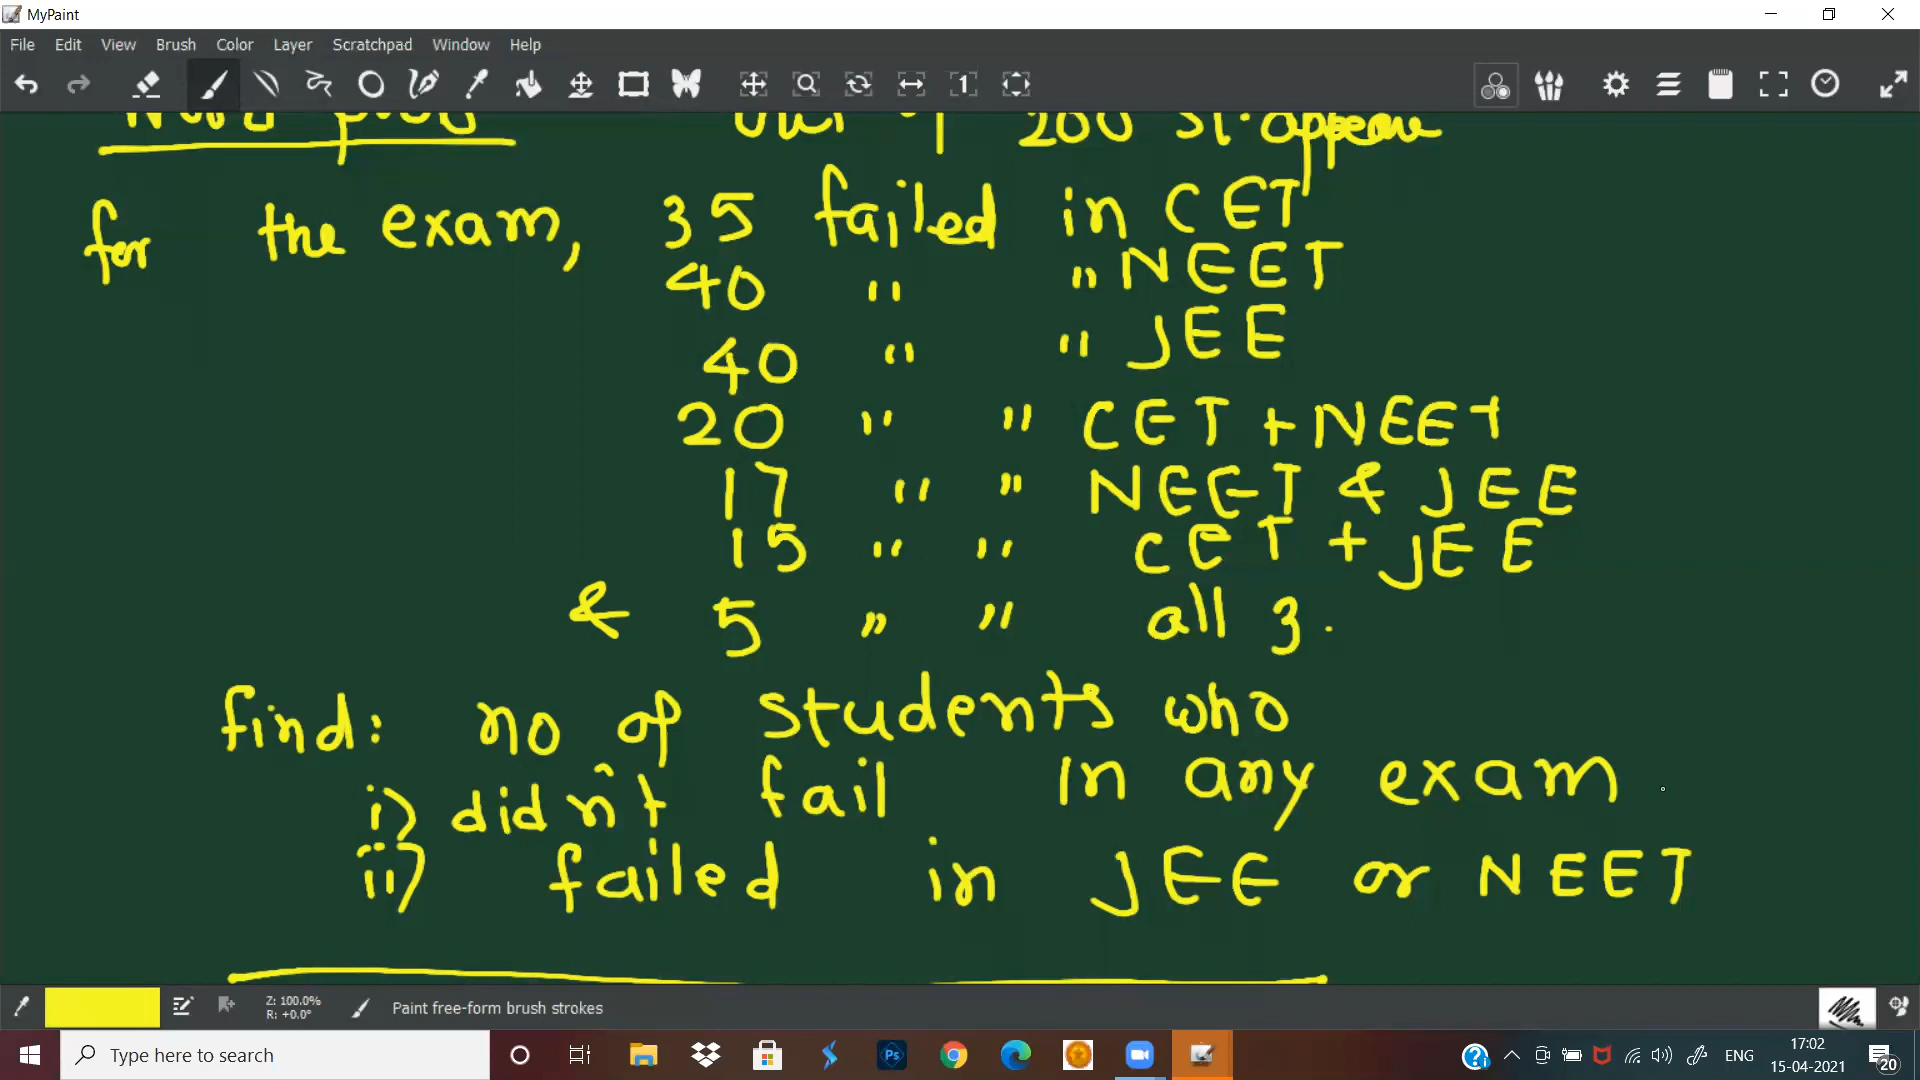 MyPaint
File Edit View Brush Color Layer Scratchpad Window Help
out of 200 st. appeare
for the exam, 35 failed in CET
40 " " NEET
40 " " JEE
20 " " CET + NEET
17 " " NEET & JEE
15 " " CET + JEE
& 5 " " all 3.
find: no of students who
i) didn't fail in any exam
ii) failed in JEE or NEET
Z: 100.0%
R: +0.0°
Paint free-form brush strokes
Type here to search
ENG
17:02
15-04-2021
20